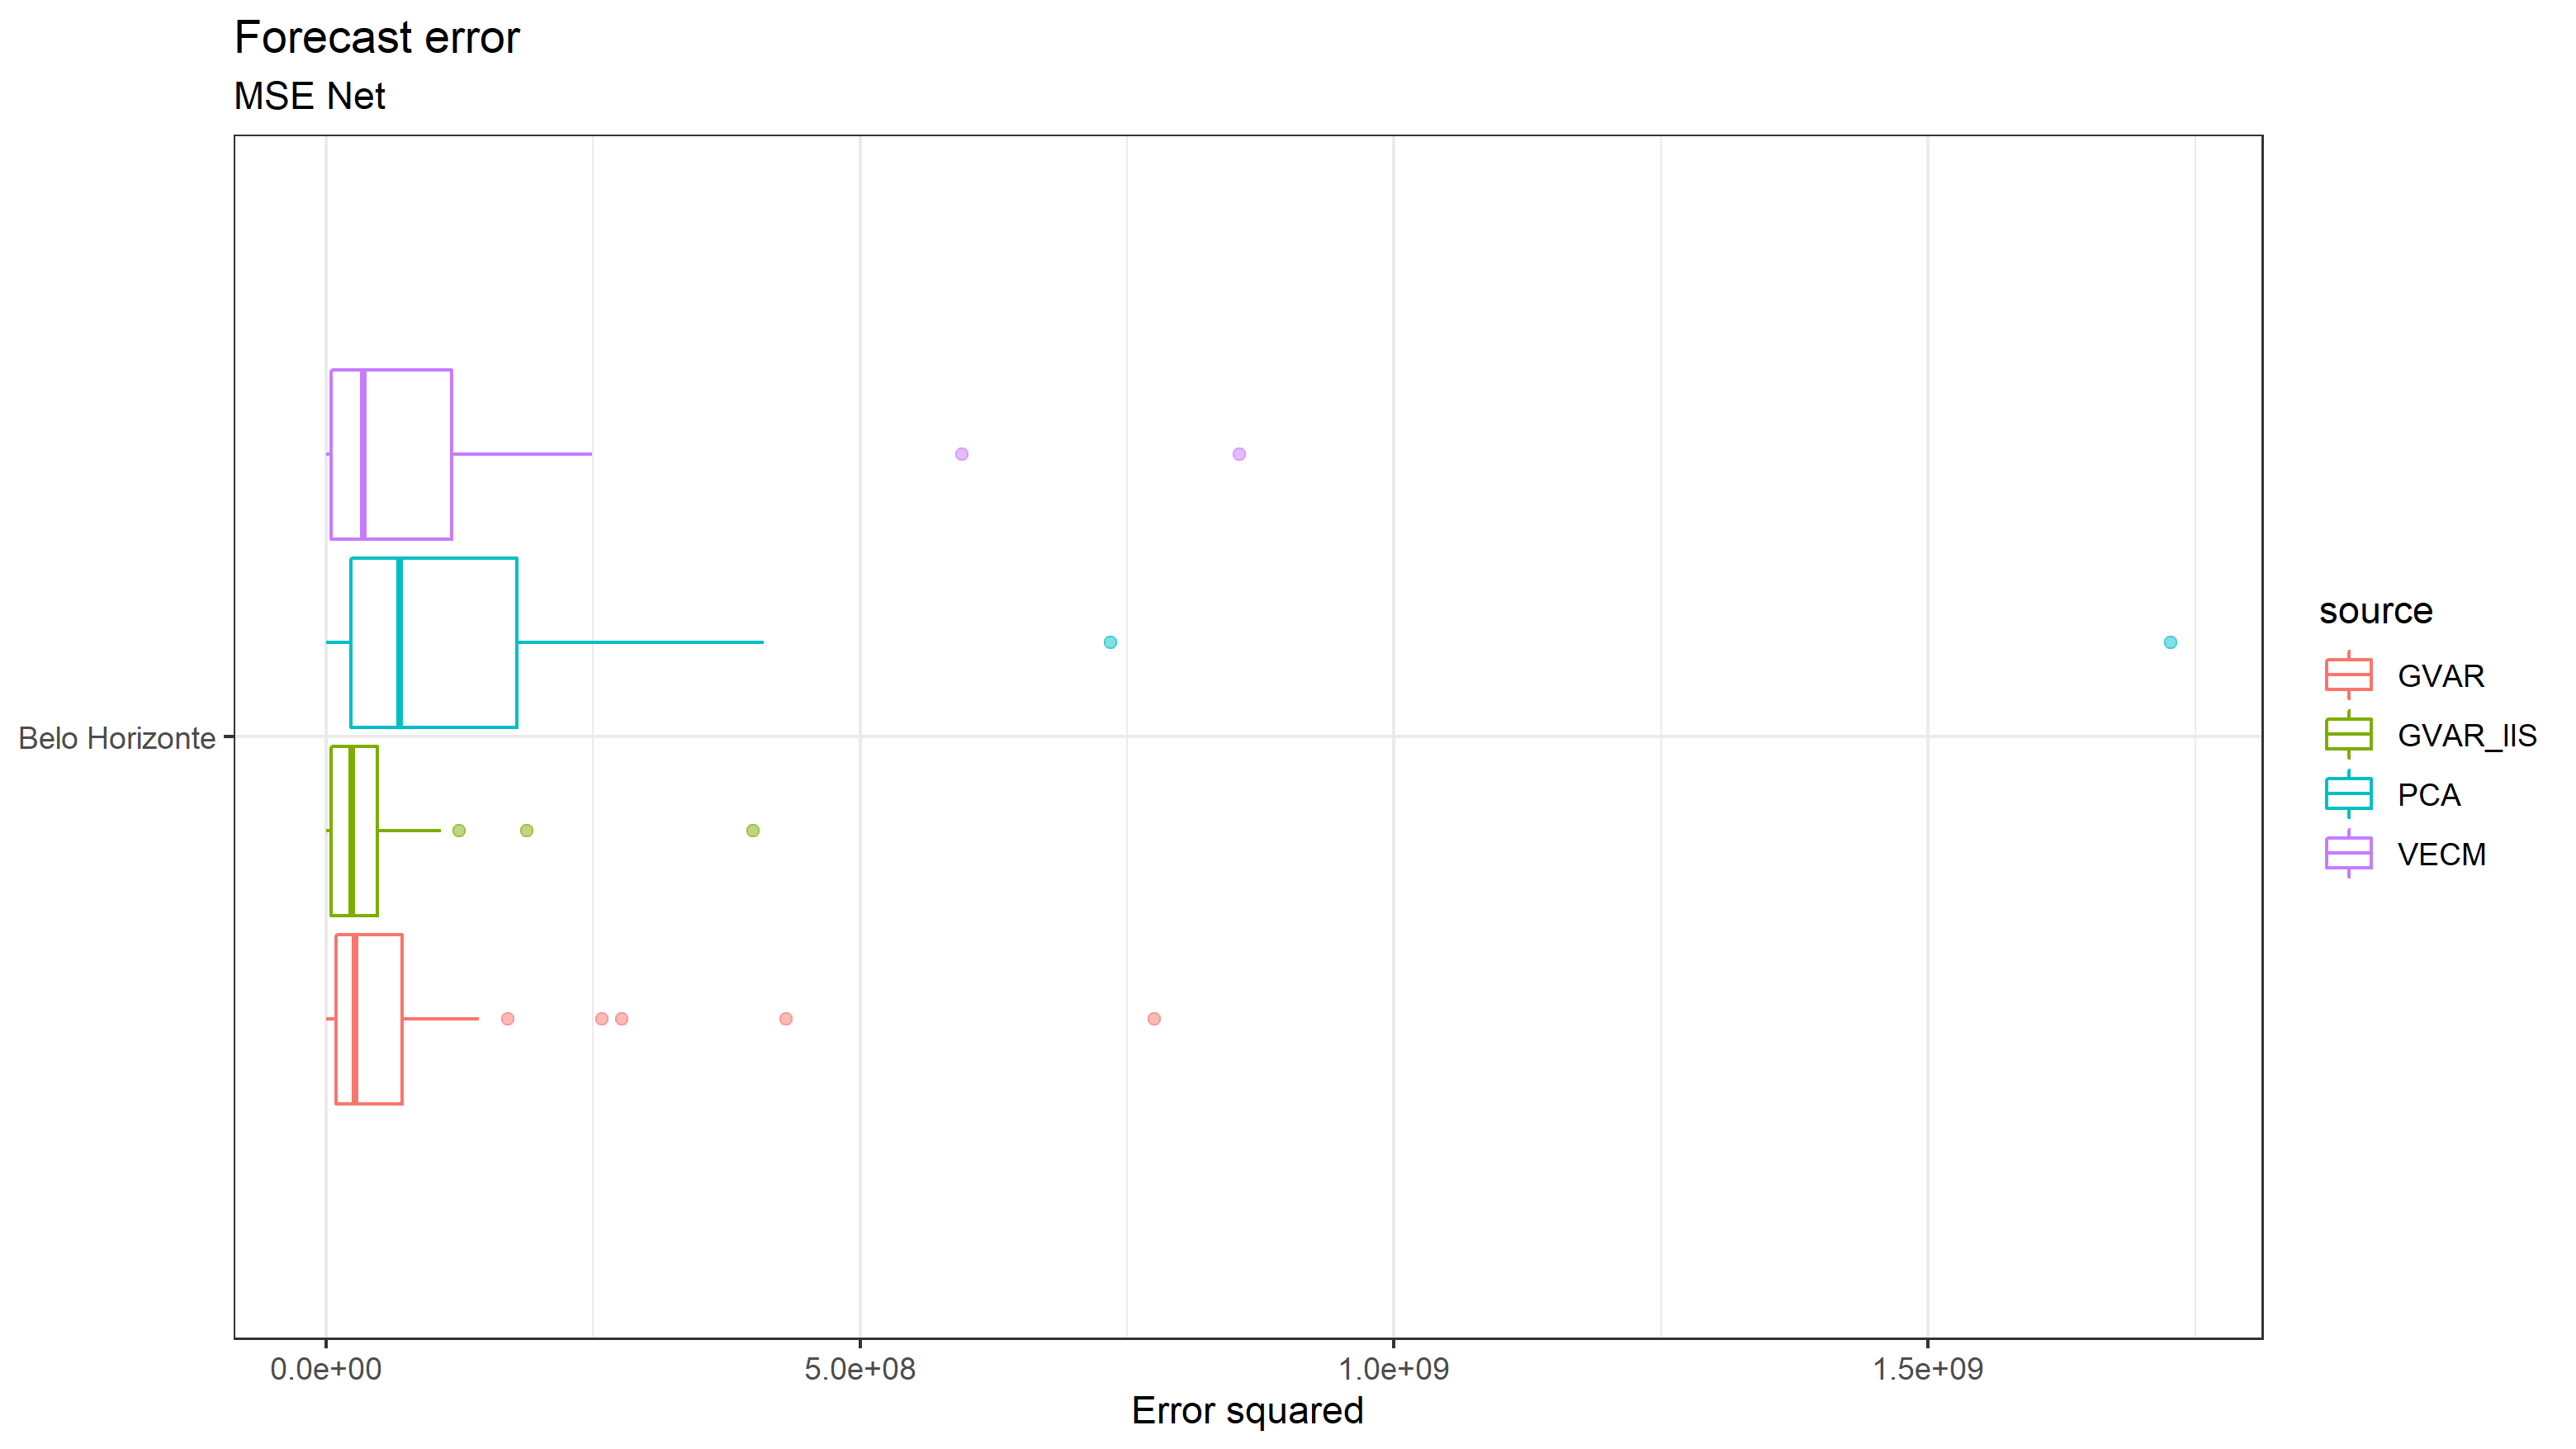 Forecast error
MSE Net
Belo Horizonte
0.0e+00
5.0e+08
1.0e+09
1.5e+09
Error squared
source
GVAR
GVAR_IIS
PCA
VECM